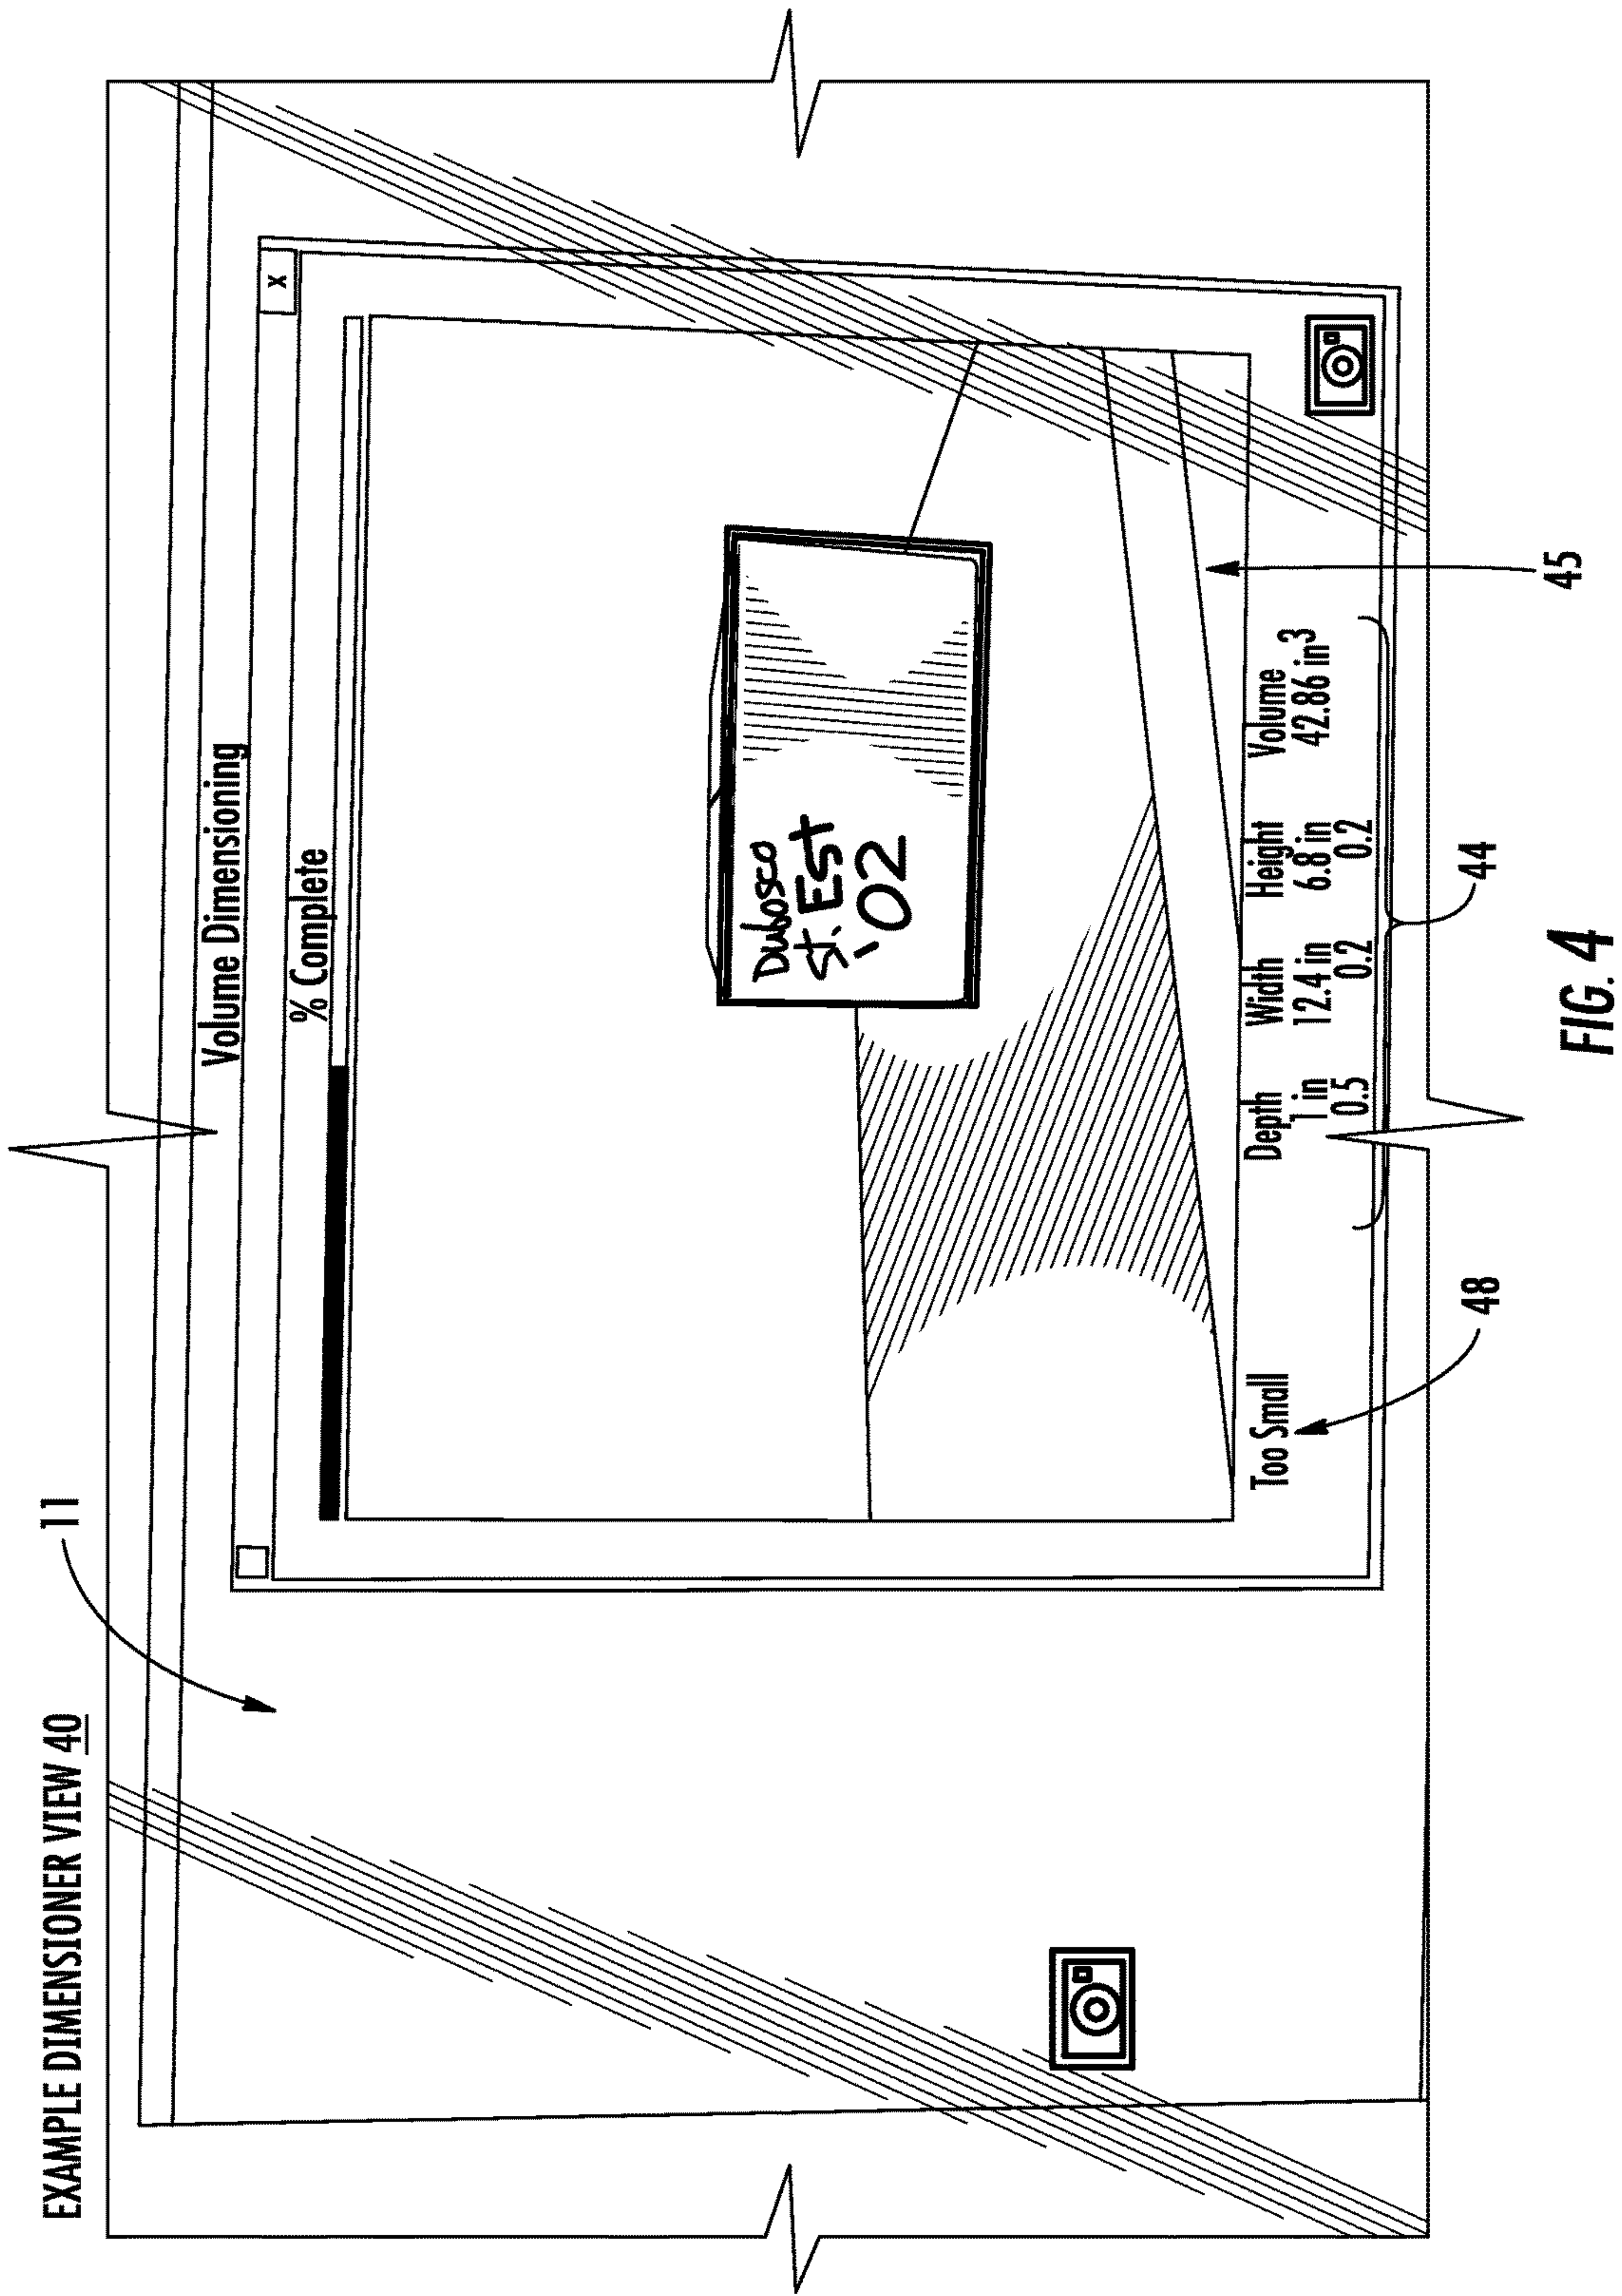 EXAMPLE DIMENSIONER VIEW 40
11
Volume Dimensioning
x
% Complete
Dubosco
St. Est
-02
Too Small
Depth Width Height Volume
1 in 12.4 in 6.8 in 42.86 in3
0.5 0.2 0.2
48
44
45
FIG. 4